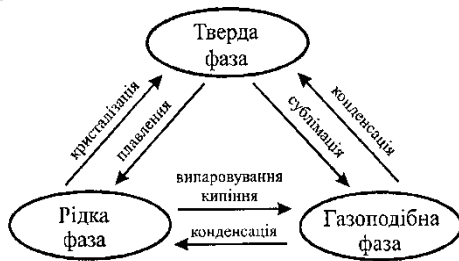 Тверда
фаза
кристалізація
плавлення
сублімація
конденсація
випаровування
кипіння
Рідка
фаза
Газоподібна
фаза
конденсація